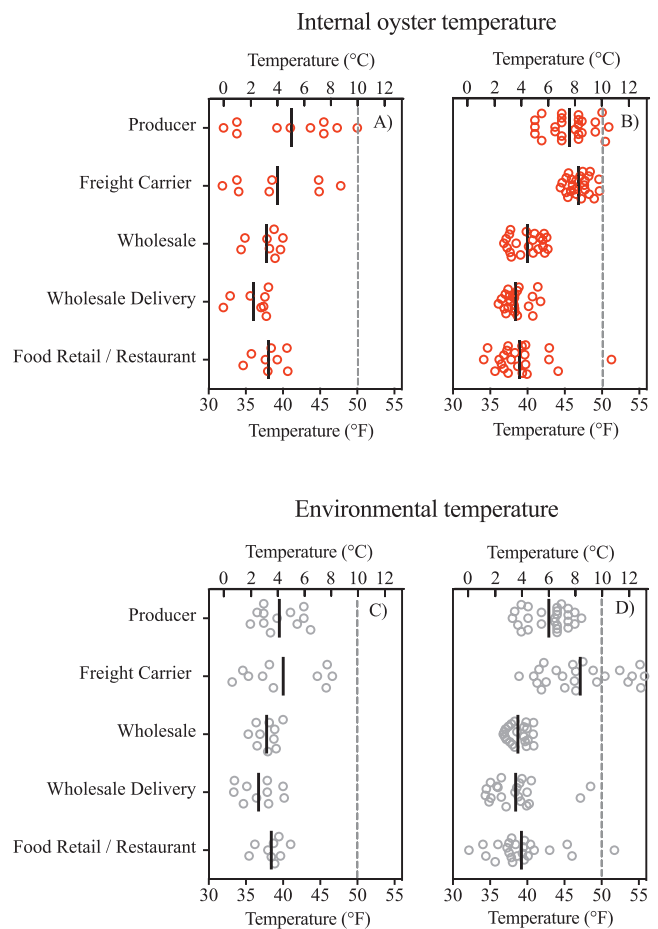 Internal oyster temperature
Temperature (°C) Temperature (°C)
0 2 4 6 8 10 12 0 2 4 6 8 10 12
Producer A) B)
Freight Carrier
Wholesale
Wholesale Delivery
Food Retail / Restaurant
30 35 40 45 50 55 30 35 40 45 50 55
Temperature (°F) Temperature (°F)
Environmental temperature
Temperature (°C) Temperature (°C)
0 2 4 6 8 10 12 0 2 4 6 8 10 12
Producer C) D)
Freight Carrier
Wholesale
Wholesale Delivery
Food Retail / Restaurant
30 35 40 45 50 55 30 35 40 45 50 55
Temperature (°F) Temperature (°F)